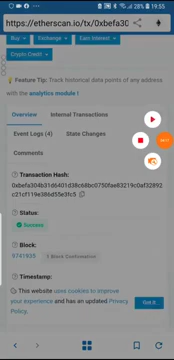 19:55
https://etherscan.io/tx/0xbefa30
Buy Exchange Earn Interest
Crypto Credit
Feature Tip: Track historical data points of any address
with the analytics module !
Overview Internal Transactions
Event Logs (4) State Changes
Comments
Transaction Hash:
0xbefa304b31d6401d38c68bc0750fae83219c0af32892
c21cf119e386d55e3fc5
Status:
Success
Block:
9741935 1 Block Confirmation
Timestamp:
This website uses cookies to improve
your experience and has an updated Privacy
Policy.
Got It